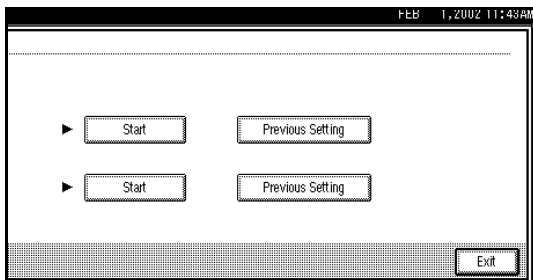 FEB 1,2002 11:43AM
► Start Previous Setting
► Start Previous Setting
Exit